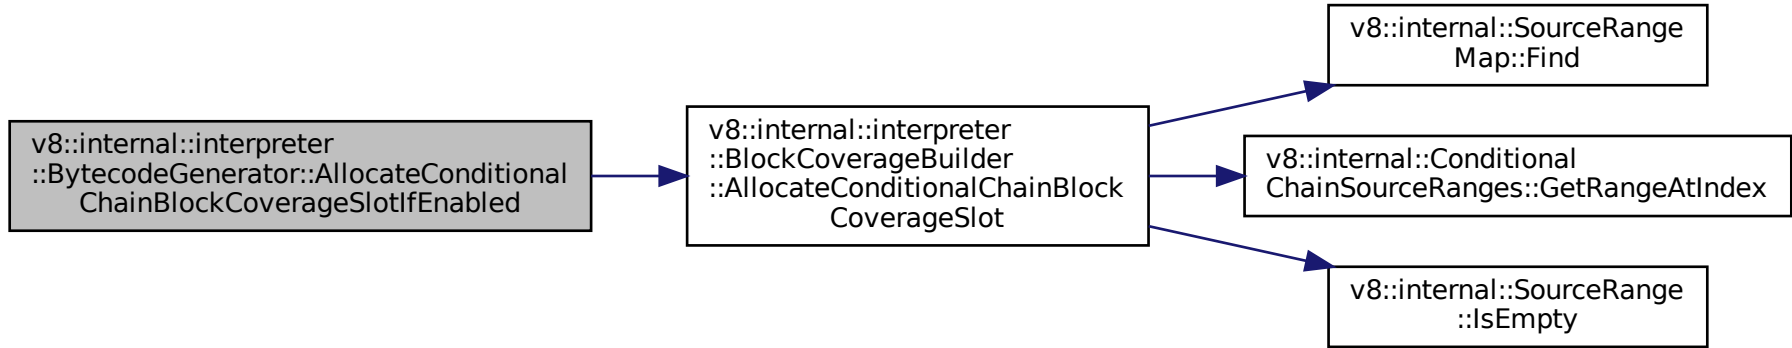 v8::internal::interpreter
::BytecodeGenerator::AllocateConditional
ChainBlockCoverageSlotIfEnabled
v8::internal::interpreter
::BlockCoverageBuilder
::AllocateConditionalChainBlock
CoverageSlot
v8::internal::SourceRange
Map::Find
v8::internal::Conditional
ChainSourceRanges::GetRangeAtIndex
v8::internal::SourceRange
::IsEmpty